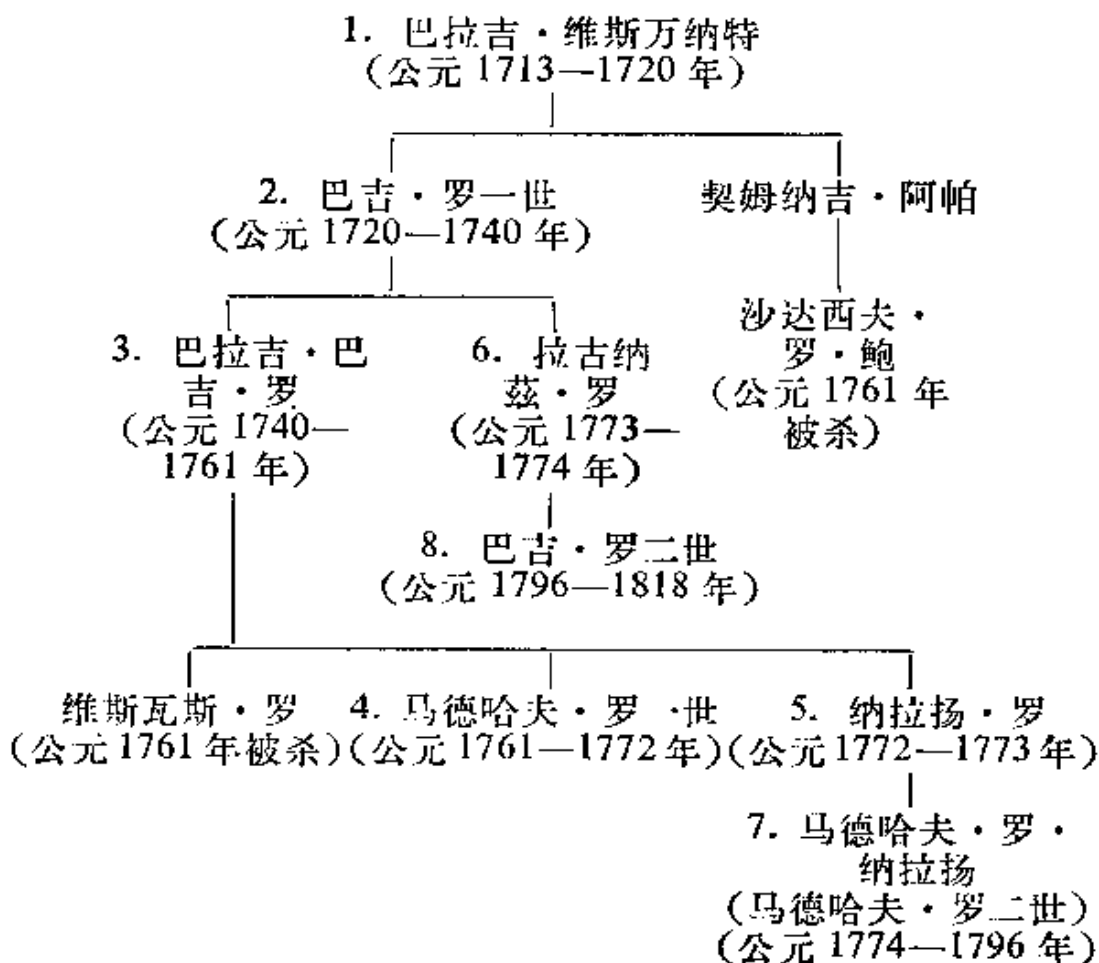 1. 巴拉吉·维斯万纳特
（公元 1713—1720 年）
2. 巴吉·罗一世
（公元 1720—1740 年）
契姆纳吉·阿帕
3. 巴拉吉·巴
吉·罗
（公元 1740—
1761 年）
6. 拉古纳
兹·罗
（公元 1773—
1774 年）
沙达西夫·
罗·鲍
（公元 1761 年
被杀）
8. 巴吉·罗二世
（公元 1796—1818 年）
维斯瓦斯·罗
（公元 1761 年被杀）
4. 马德哈夫·罗一世
（公元 1761—1772 年）
5. 纳拉扬·罗
（公元 1772—1773 年）
7. 马德哈夫·罗·
纳拉扬
（马德哈夫·罗二世）
（公元 1774—1796 年）